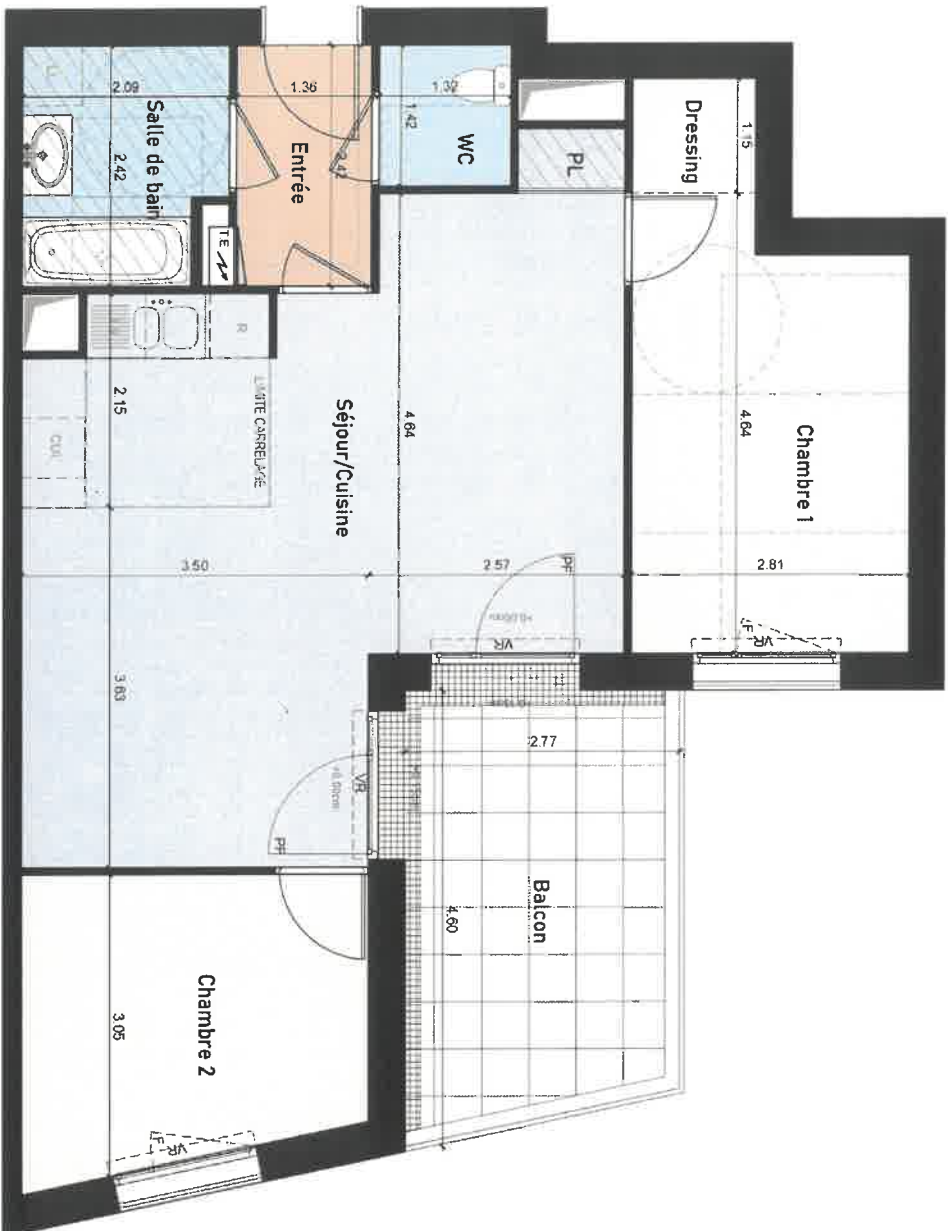 2.09
Salle de bain
2.42
1.36
Entrée
2.42
TE
1.32
1.42
WC
PL
Dressing
1.15
Chambre 1
4.64
2.81
F
VR
R
LIMITE CARRELAGE
2.15
CUI
Séjour/Cuisine
4.64
3.50
2.57
PF
VR
3.63
VR
PF
2.77
Balcon
4.60
Chambre 2
3.05
F
VR